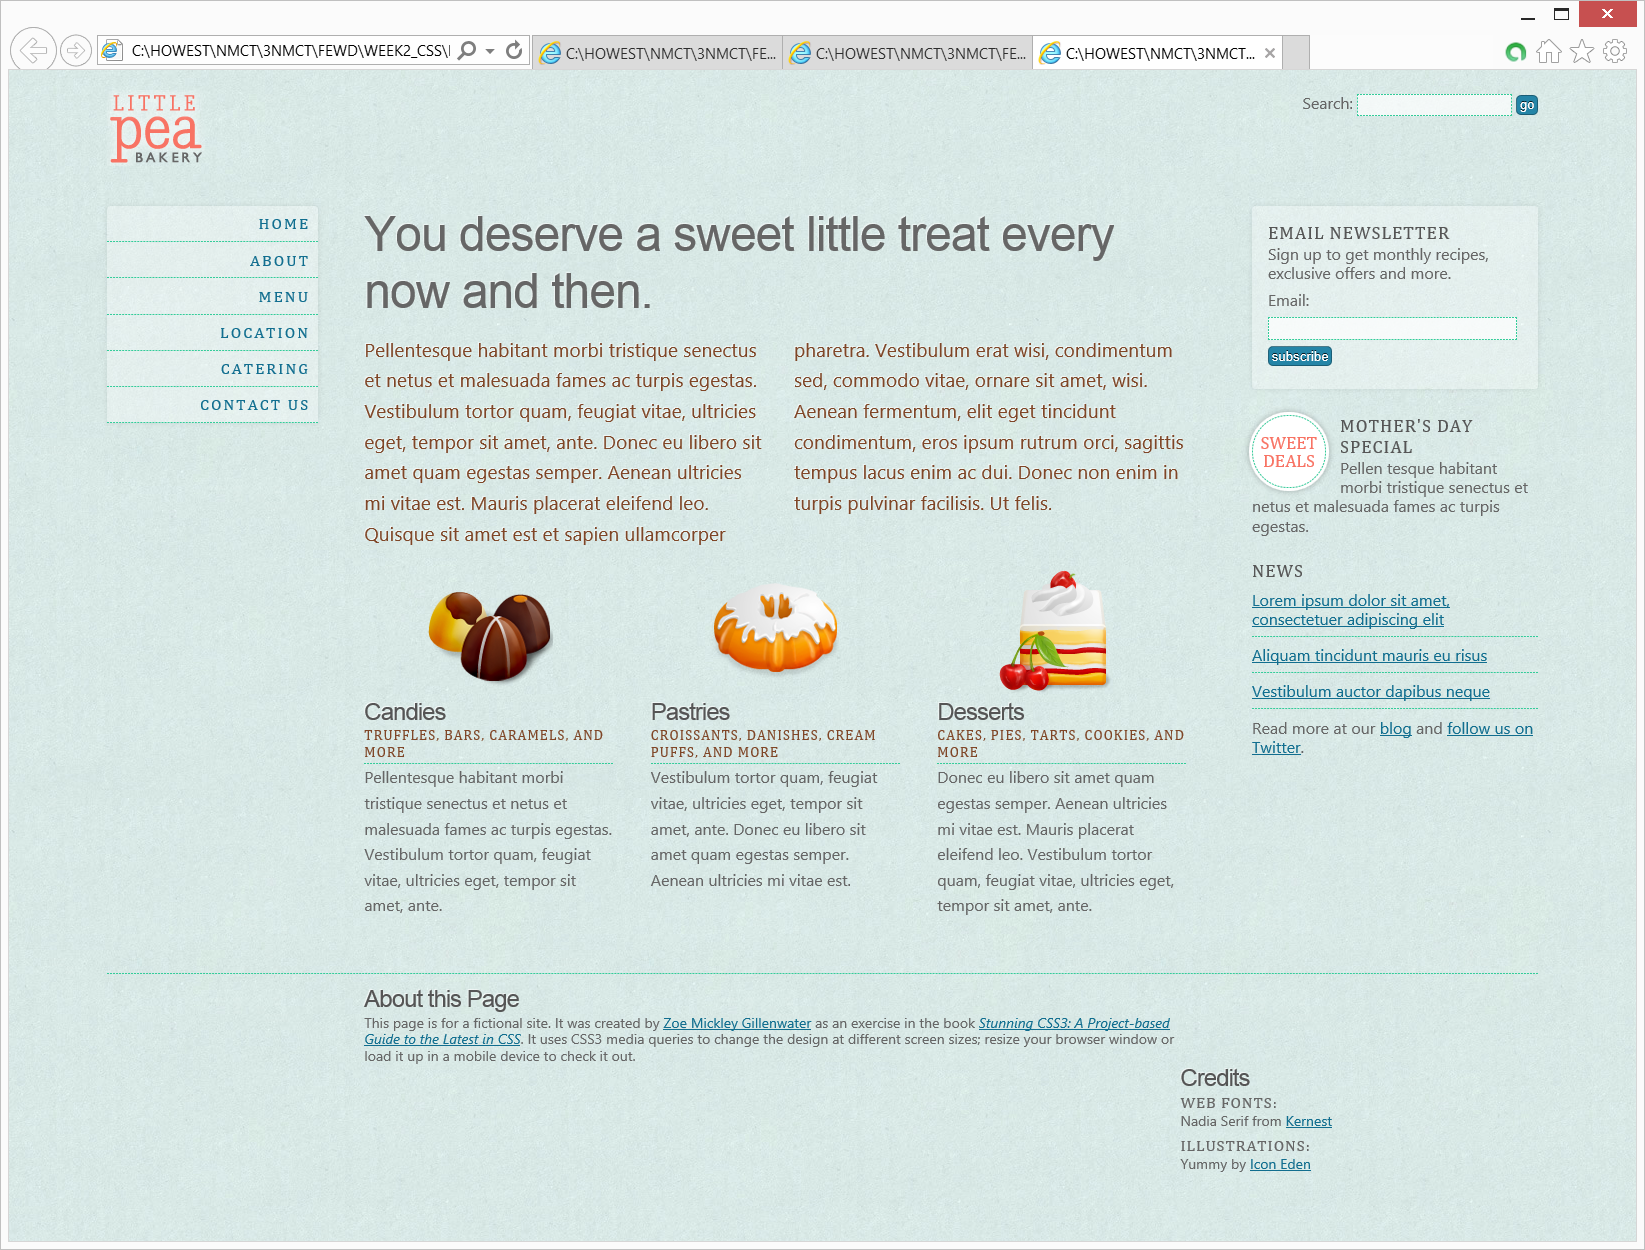 C:\HOWEST\NMCT\3NMCT\FEWD\WEEK2_CSS\
C:\HOWEST\NMCT\3NMCT\FE...
C:\HOWEST\NMCT\3NMCT\FE...
C:\HOWEST\NMCT\3NMCT...
LITTLE
pea
BAKERY
Search:
go
HOME
ABOUT
MENU
LOCATION
CATERING
CONTACT US
You deserve a sweet little treat every
now and then.
Pellentesque habitant morbi tristique senectus
et netus et malesuada fames ac turpis egestas.
Vestibulum tortor quam, feugiat vitae, ultricies
eget, tempor sit amet, ante. Donec eu libero sit
amet quam egestas semper. Aenean ultricies
mi vitae est. Mauris placerat eleifend leo.
Quisque sit amet est et sapien ullamcorper
pharetra. Vestibulum erat wisi, condimentum
sed, commodo vitae, ornare sit amet, wisi.
Aenean fermentum, elit eget tincidunt
condimentum, eros ipsum rutrum orci, sagittis
tempus lacus enim ac dui. Donec non enim in
turpis pulvinar facilisis. Ut felis.
Candies
TRUFFLES, BARS, CARAMELS, AND
MORE
Pellentesque habitant morbi
tristique senectus et netus et
malesuada fames ac turpis egestas.
Vestibulum tortor quam, feugiat
vitae, ultricies eget, tempor sit
amet, ante.
Pastries
CROISSANTS, DANISHES, CREAM
PUFFS, AND MORE
Vestibulum tortor quam, feugiat
vitae, ultricies eget, tempor sit
amet, ante. Donec eu libero sit
amet quam egestas semper.
Aenean ultricies mi vitae est.
Desserts
CAKES, PIES, TARTS, COOKIES, AND
MORE
Donec eu libero sit amet quam
egestas semper. Aenean ultricies
mi vitae est. Mauris placerat
eleifend leo. Vestibulum tortor
quam, feugiat vitae, ultricies eget,
tempor sit amet, ante.
EMAIL NEWSLETTER
Sign up to get monthly recipes,
exclusive offers and more.
Email:
subscribe
SWEET
DEALS
MOTHER'S DAY
SPECIAL
Pellen tesque habitant
morbi tristique senectus et
netus et malesuada fames ac turpis
egestas.
NEWS
Lorem ipsum dolor sit amet,
consectetuer adipiscing elit
Aliquam tincidunt mauris eu risus
Vestibulum auctor dapibus neque
Read more at our blog and follow us on
Twitter.
About this Page
This page is for a fictional site. It was created by Zoe Mickley Gillenwater as an exercise in the book Stunning CSS3: A Project-based
Guide to the Latest in CSS. It uses CSS3 media queries to change the design at different screen sizes; resize your browser window or
load it up in a mobile device to check it out.
Credits
WEB FONTS:
Nadia Serif from Kernest
ILLUSTRATIONS:
Yummy by Icon Eden